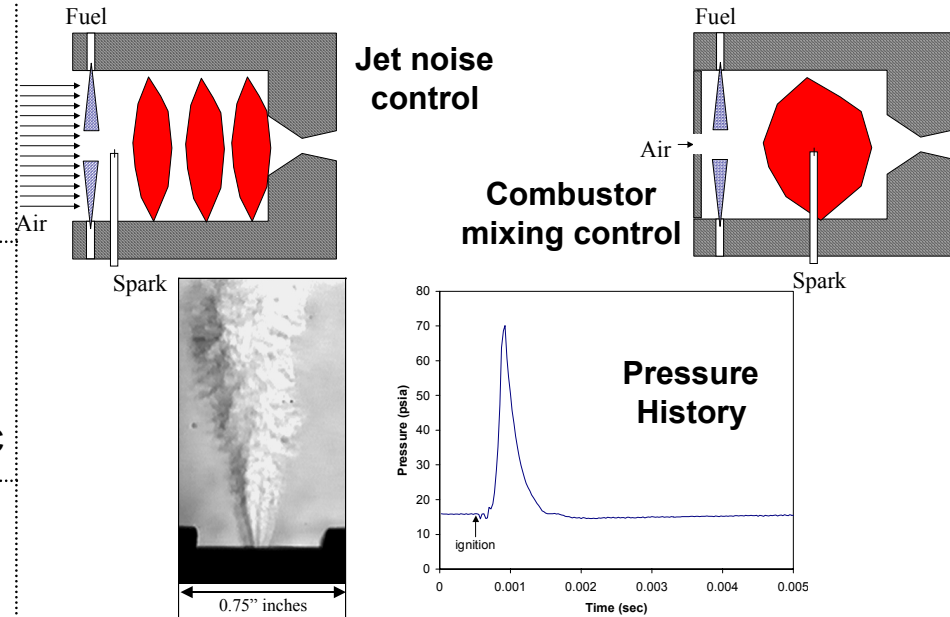 Fuel
Jet noise
control
Air
Spark
Fuel
Air
Combustor
mixing control
Spark
0.75” inches
80
70
60
50
40
30
20
10
0
Pressure (psia)
Pressure
History
ignition
0
0.001
0.002
0.003
0.004
0.005
Time (sec)